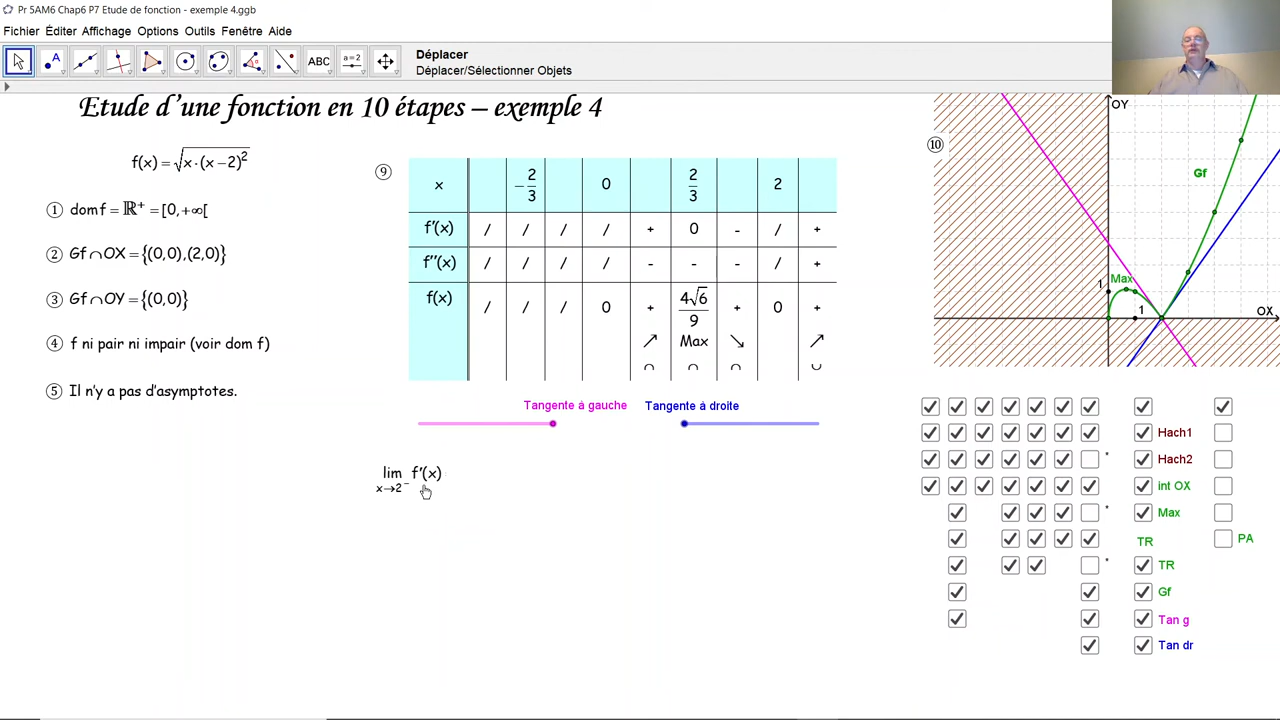 Pr 5AM6 Chap6 P7 Etude de fonction - exemple 4.ggb
Fichier Éditer Affichage Options Outils Fenêtre Aide
A ABC a=2
Déplacer
Déplacer/Sélectionner Objets
Etude d'une fonction en 10 étapes – exemple 4
f(x) = √x·(x−2)²
① dom f = ℝ⁺ = [0,+∞[
② Gf ∩ OX = {(0,0),(2,0)}
③ Gf ∩ OY = {(0,0)}
④ f ni pair ni impair (voir dom f)
⑤ Il n'y a pas d'asymptotes.
⑨
x −2/3 0 2/3 2
f'(x) / / / / + 0 - / +
f''(x) / / / / - - - / +
f(x) / / / 0 + 4√6/9 + 0 +
↗ Max ↘ ↗
∩ ∩ ∩ ∪
Tangente à gauche Tangente à droite
lim f'(x)
x→2⁻
⑩
OY
Gf
Max
1
1
OX
Hach1
* Hach2
int OX
* Max
TR PA
* TR
Gf
Tan g
Tan dr